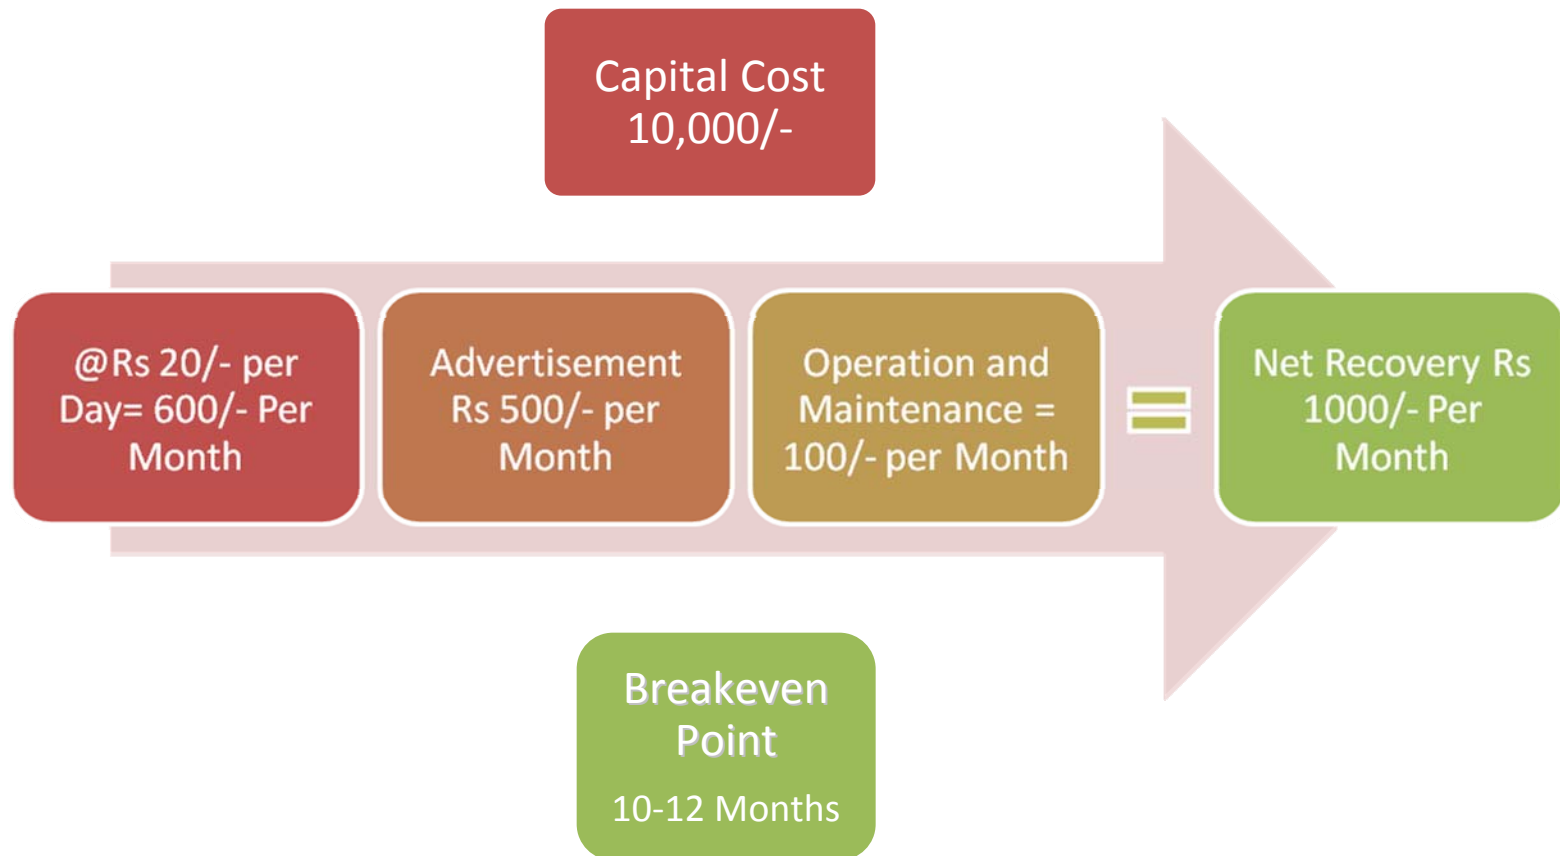 Capital Cost
10,000/-
@Rs 20/- per
Day= 600/- Per
Month
Advertisement
Rs 500/- per
Month
Operation and
Maintenance =
100/- per Month
=
Net Recovery Rs
1000/- Per
Month
Breakeven
Point
10-12 Months